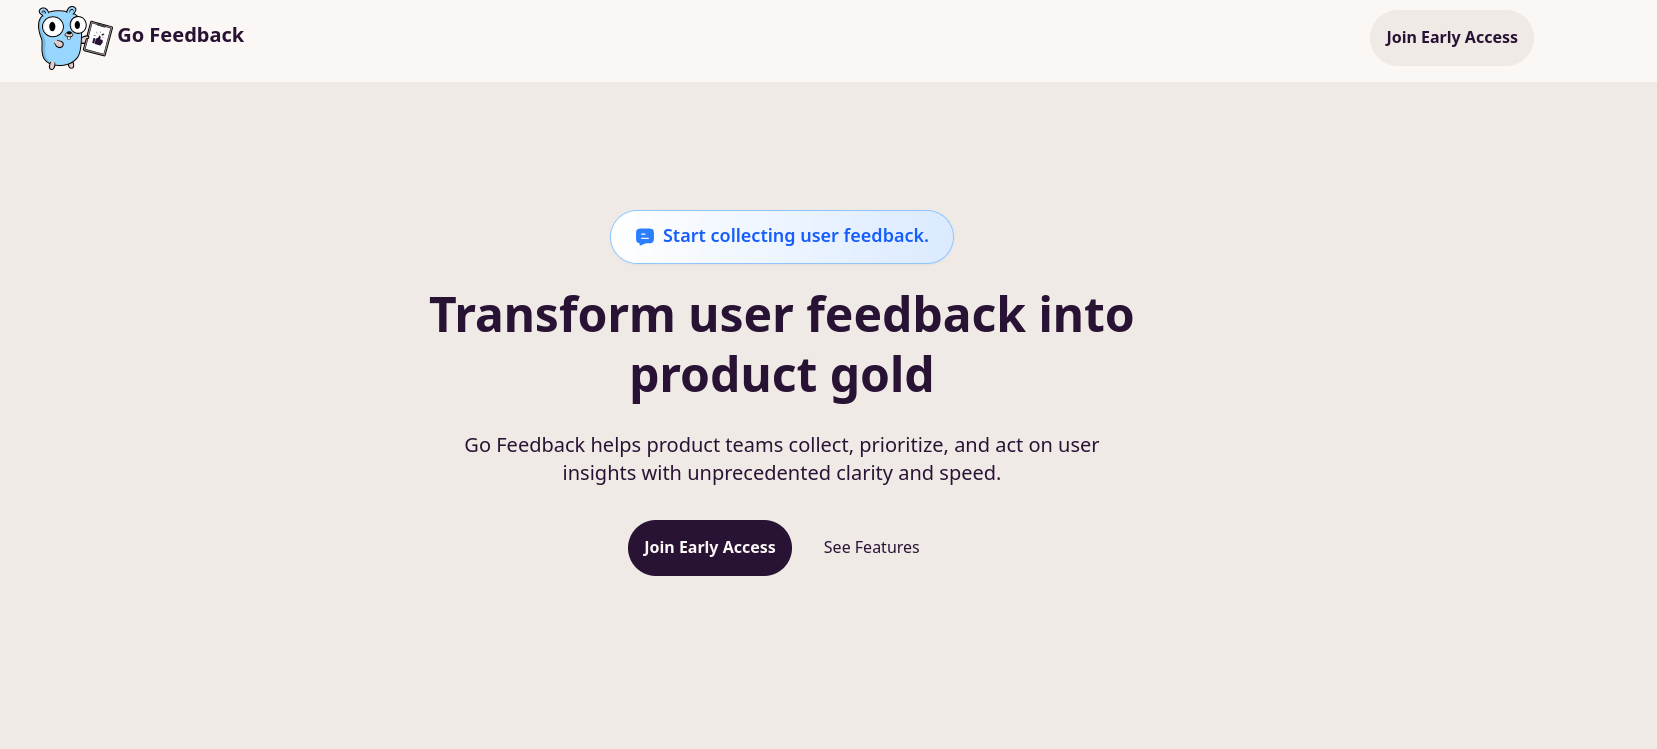 Go Feedback
Join Early Access
Start collecting user feedback.
Transform user feedback into
product gold
Go Feedback helps product teams collect, prioritize, and act on user
insights with unprecedented clarity and speed.
Join Early Access
See Features